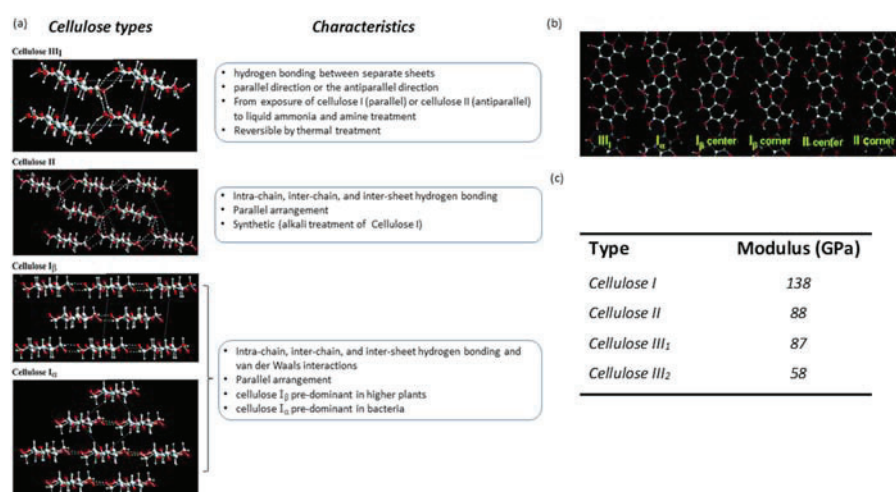 (a)
Cellulose types
Characteristics
Cellulose IIII
• hydrogen bonding between separate sheets
• parallel direction or the antiparallel direction
• From exposure of cellulose I (parallel) or cellulose II (antiparallel)
to liquid ammonia and amine treatment
• Reversible by thermal treatment
Cellulose II
• Intra-chain, inter-chain, and inter-sheet hydrogen bonding
• Parallel arrangement
• Synthetic (alkali treatment of Cellulose I)
Cellulose Iβ
• Intra-chain, inter-chain, and inter-sheet hydrogen bonding and
van der Waals interactions
• Parallel arrangement
• cellulose Iβ pre-dominant in higher plants
• cellulose Iα pre-dominant in bacteria
Cellulose Iα
(b)
IIII Iα Iβ center Iβ corner II center II corner
(c)
Type Modulus (GPa)
Cellulose I 138
Cellulose II 88
Cellulose III₁ 87
Cellulose III₂ 58